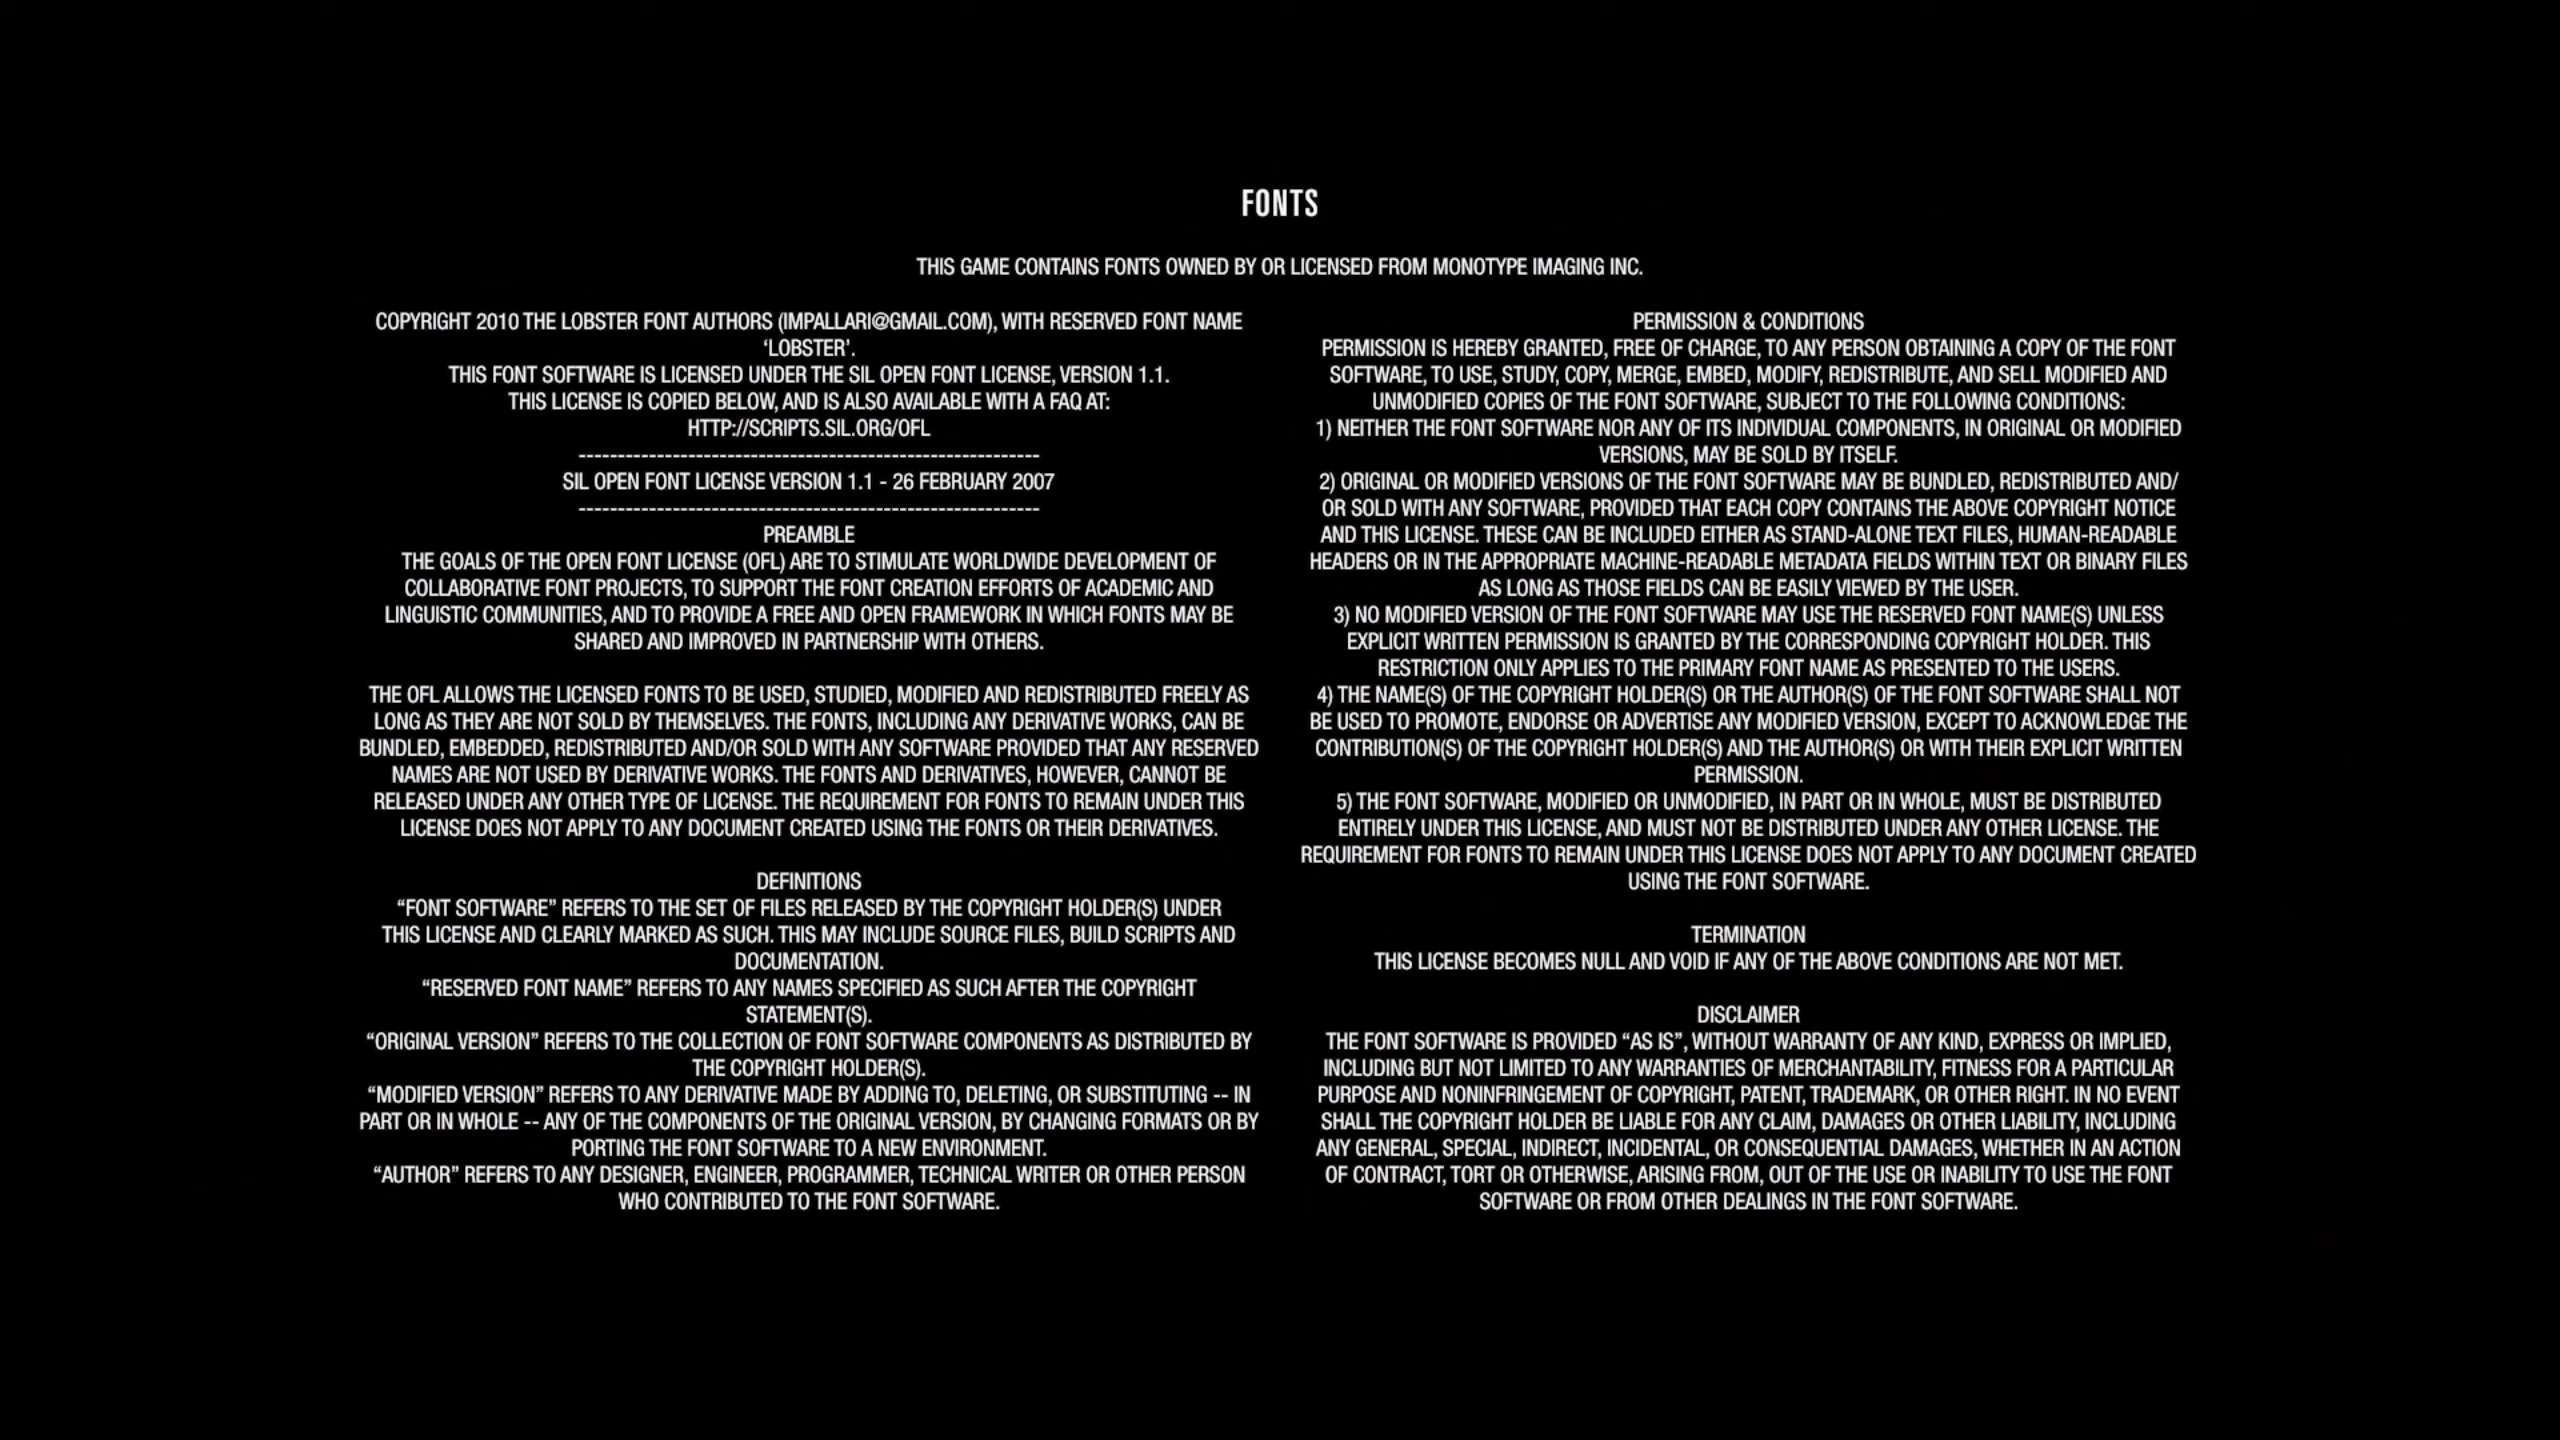 FONTS
THIS GAME CONTAINS FONTS OWNED BY OR LICENSED FROM MONOTYPE IMAGING INC.
COPYRIGHT 2010 THE LOBSTER FONT AUTHORS (IMPALLARI@GMAIL.COM), WITH RESERVED FONT NAME
‘LOBSTER’.
THIS FONT SOFTWARE IS LICENSED UNDER THE SIL OPEN FONT LICENSE, VERSION 1.1.
THIS LICENSE IS COPIED BELOW, AND IS ALSO AVAILABLE WITH A FAQ AT:
HTTP://SCRIPTS.SIL.ORG/OFL
-----------------------------------------------------------
SIL OPEN FONT LICENSE VERSION 1.1 - 26 FEBRUARY 2007
-----------------------------------------------------------
PREAMBLE
THE GOALS OF THE OPEN FONT LICENSE (OFL) ARE TO STIMULATE WORLDWIDE DEVELOPMENT OF
COLLABORATIVE FONT PROJECTS, TO SUPPORT THE FONT CREATION EFFORTS OF ACADEMIC AND
LINGUISTIC COMMUNITIES, AND TO PROVIDE A FREE AND OPEN FRAMEWORK IN WHICH FONTS MAY BE
SHARED AND IMPROVED IN PARTNERSHIP WITH OTHERS.
THE OFL ALLOWS THE LICENSED FONTS TO BE USED, STUDIED, MODIFIED AND REDISTRIBUTED FREELY AS
LONG AS THEY ARE NOT SOLD BY THEMSELVES. THE FONTS, INCLUDING ANY DERIVATIVE WORKS, CAN BE
BUNDLED, EMBEDDED, REDISTRIBUTED AND/OR SOLD WITH ANY SOFTWARE PROVIDED THAT ANY RESERVED
NAMES ARE NOT USED BY DERIVATIVE WORKS. THE FONTS AND DERIVATIVES, HOWEVER, CANNOT BE
RELEASED UNDER ANY OTHER TYPE OF LICENSE. THE REQUIREMENT FOR FONTS TO REMAIN UNDER THIS
LICENSE DOES NOT APPLY TO ANY DOCUMENT CREATED USING THE FONTS OR THEIR DERIVATIVES.
DEFINITIONS
“FONT SOFTWARE” REFERS TO THE SET OF FILES RELEASED BY THE COPYRIGHT HOLDER(S) UNDER
THIS LICENSE AND CLEARLY MARKED AS SUCH. THIS MAY INCLUDE SOURCE FILES, BUILD SCRIPTS AND
DOCUMENTATION.
“RESERVED FONT NAME” REFERS TO ANY NAMES SPECIFIED AS SUCH AFTER THE COPYRIGHT
STATEMENT(S).
“ORIGINAL VERSION” REFERS TO THE COLLECTION OF FONT SOFTWARE COMPONENTS AS DISTRIBUTED BY
THE COPYRIGHT HOLDER(S).
“MODIFIED VERSION” REFERS TO ANY DERIVATIVE MADE BY ADDING TO, DELETING, OR SUBSTITUTING -- IN
PART OR IN WHOLE -- ANY OF THE COMPONENTS OF THE ORIGINAL VERSION, BY CHANGING FORMATS OR BY
PORTING THE FONT SOFTWARE TO A NEW ENVIRONMENT.
“AUTHOR” REFERS TO ANY DESIGNER, ENGINEER, PROGRAMMER, TECHNICAL WRITER OR OTHER PERSON
WHO CONTRIBUTED TO THE FONT SOFTWARE.
PERMISSION & CONDITIONS
PERMISSION IS HEREBY GRANTED, FREE OF CHARGE, TO ANY PERSON OBTAINING A COPY OF THE FONT
SOFTWARE, TO USE, STUDY, COPY, MERGE, EMBED, MODIFY, REDISTRIBUTE, AND SELL MODIFIED AND
UNMODIFIED COPIES OF THE FONT SOFTWARE, SUBJECT TO THE FOLLOWING CONDITIONS:
1) NEITHER THE FONT SOFTWARE NOR ANY OF ITS INDIVIDUAL COMPONENTS, IN ORIGINAL OR MODIFIED
VERSIONS, MAY BE SOLD BY ITSELF.
2) ORIGINAL OR MODIFIED VERSIONS OF THE FONT SOFTWARE MAY BE BUNDLED, REDISTRIBUTED AND/
OR SOLD WITH ANY SOFTWARE, PROVIDED THAT EACH COPY CONTAINS THE ABOVE COPYRIGHT NOTICE
AND THIS LICENSE. THESE CAN BE INCLUDED EITHER AS STAND-ALONE TEXT FILES, HUMAN-READABLE
HEADERS OR IN THE APPROPRIATE MACHINE-READABLE METADATA FIELDS WITHIN TEXT OR BINARY FILES
AS LONG AS THOSE FIELDS CAN BE EASILY VIEWED BY THE USER.
3) NO MODIFIED VERSION OF THE FONT SOFTWARE MAY USE THE RESERVED FONT NAME(S) UNLESS
EXPLICIT WRITTEN PERMISSION IS GRANTED BY THE CORRESPONDING COPYRIGHT HOLDER. THIS
RESTRICTION ONLY APPLIES TO THE PRIMARY FONT NAME AS PRESENTED TO THE USERS.
4) THE NAME(S) OF THE COPYRIGHT HOLDER(S) OR THE AUTHOR(S) OF THE FONT SOFTWARE SHALL NOT
BE USED TO PROMOTE, ENDORSE OR ADVERTISE ANY MODIFIED VERSION, EXCEPT TO ACKNOWLEDGE THE
CONTRIBUTION(S) OF THE COPYRIGHT HOLDER(S) AND THE AUTHOR(S) OR WITH THEIR EXPLICIT WRITTEN
PERMISSION.
5) THE FONT SOFTWARE, MODIFIED OR UNMODIFIED, IN PART OR IN WHOLE, MUST BE DISTRIBUTED
ENTIRELY UNDER THIS LICENSE, AND MUST NOT BE DISTRIBUTED UNDER ANY OTHER LICENSE. THE
REQUIREMENT FOR FONTS TO REMAIN UNDER THIS LICENSE DOES NOT APPLY TO ANY DOCUMENT CREATED
USING THE FONT SOFTWARE.
TERMINATION
THIS LICENSE BECOMES NULL AND VOID IF ANY OF THE ABOVE CONDITIONS ARE NOT MET.
DISCLAIMER
THE FONT SOFTWARE IS PROVIDED “AS IS”, WITHOUT WARRANTY OF ANY KIND, EXPRESS OR IMPLIED,
INCLUDING BUT NOT LIMITED TO ANY WARRANTIES OF MERCHANTABILITY, FITNESS FOR A PARTICULAR
PURPOSE AND NONINFRINGEMENT OF COPYRIGHT, PATENT, TRADEMARK, OR OTHER RIGHT. IN NO EVENT
SHALL THE COPYRIGHT HOLDER BE LIABLE FOR ANY CLAIM, DAMAGES OR OTHER LIABILITY, INCLUDING
ANY GENERAL, SPECIAL, INDIRECT, INCIDENTAL, OR CONSEQUENTIAL DAMAGES, WHETHER IN AN ACTION
OF CONTRACT, TORT OR OTHERWISE, ARISING FROM, OUT OF THE USE OR INABILITY TO USE THE FONT
SOFTWARE OR FROM OTHER DEALINGS IN THE FONT SOFTWARE.